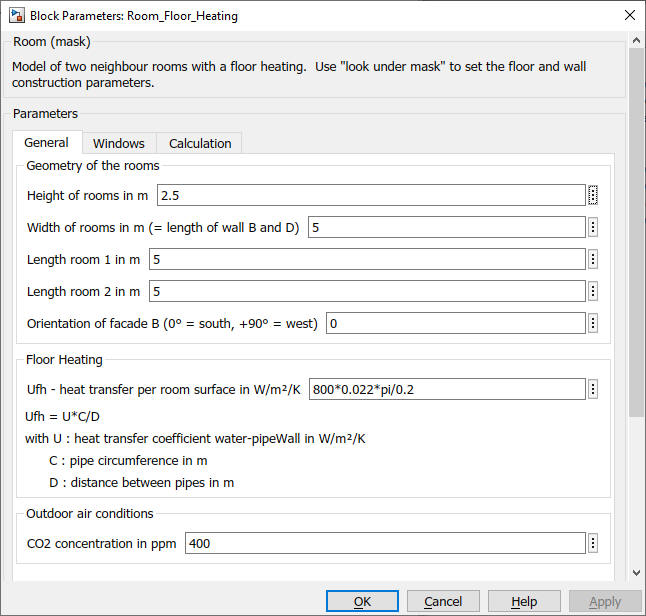 Block Parameters: Room_Floor_Heating
Room (mask)
Model of two neighbour rooms with a floor heating. Use "look under mask" to set the floor and wall
construction parameters.
Parameters
General Windows Calculation
Geometry of the rooms
Height of rooms in m 2.5
Width of rooms in m (= length of wall B and D) 5
Length room 1 in m 5
Length room 2 in m 5
Orientation of facade B (0° = south, +90° = west) 0
Floor Heating
Ufh - heat transfer per room surface in W/m²/K 800*0.022*pi/0.2
Ufh = U*C/D
with U : heat transfer coefficient water-pipeWall in W/m²/K
C : pipe circumference in m
D : distance between pipes in m
Outdoor air conditions
CO2 concentration in ppm 400
OK Cancel Help Apply